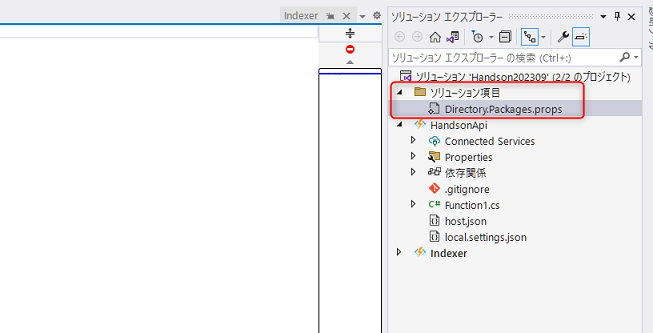 Indexer
ソリューション エクスプローラー
ソリューション エクスプローラー の検索 (Ctrl+;)
ソリューション 'Handson202309' (2/2 のプロジェクト)
ソリューション項目
Directory.Packages.props
HandsonApi
Connected Services
Properties
依存関係
.gitignore
C# Function1.cs
host.json
local.settings.json
Indexer